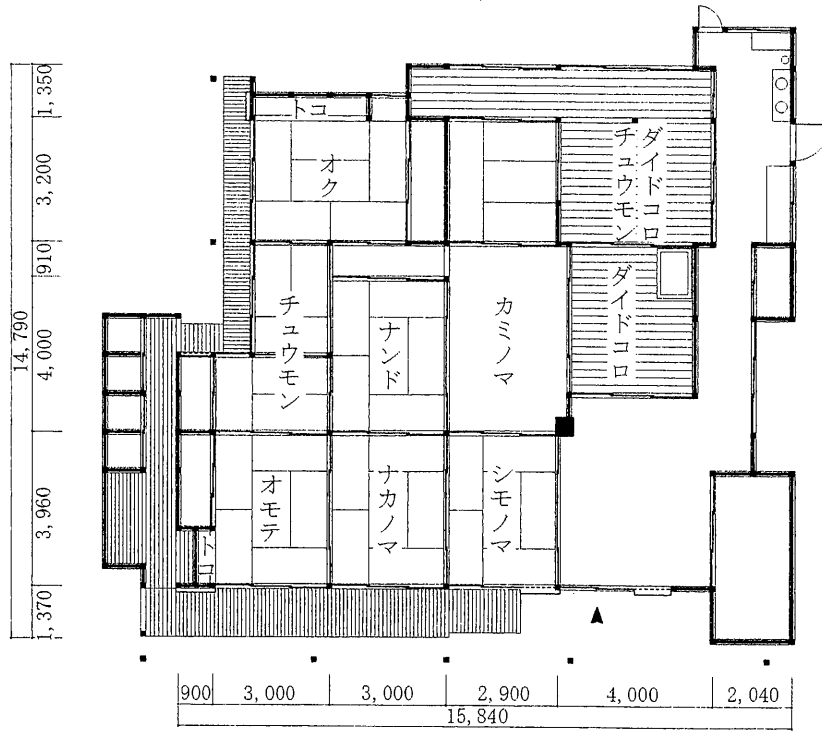 トコ
オク
ダイドコロ
チュウモン
チュウモン
ナンド
カミノマ
ダイドコロ
オモテ
ナカノマ
シモノマ
トコ
1,350
3,200
910
4,000
3,960
1,370
14,790
900
3,000
3,000
2,900
4,000
2,040
15,840